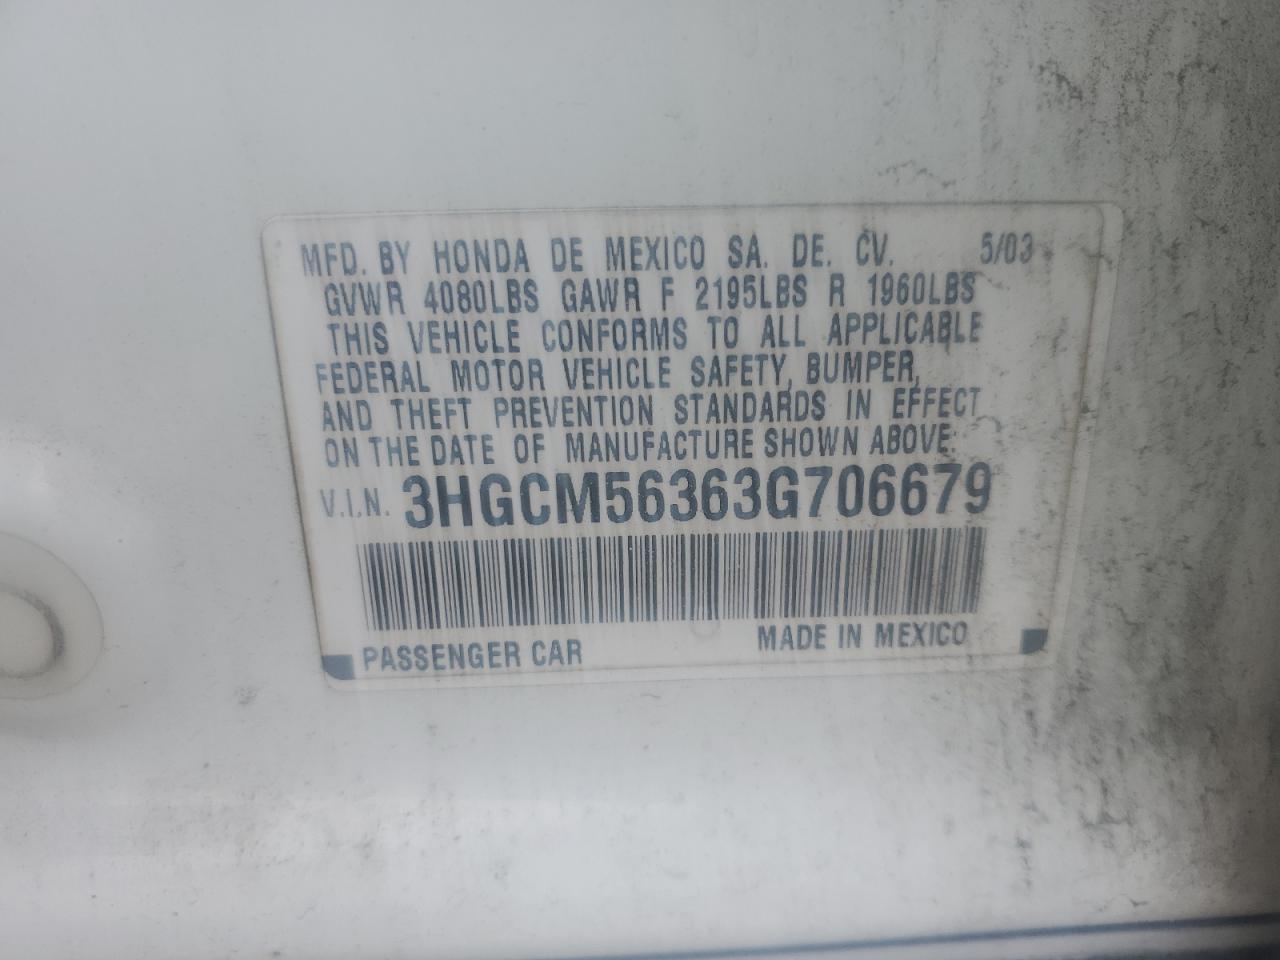 MFD. BY HONDA DE MEXICO SA. DE. CV. 5/03
GVWR 4080LBS GAWR F 2195LBS R 1960LBS
THIS VEHICLE CONFORMS TO ALL APPLICABLE
FEDERAL MOTOR VEHICLE SAFETY, BUMPER,
AND THEFT PREVENTION STANDARDS IN EFFECT
ON THE DATE OF MANUFACTURE SHOWN ABOVE.
V.I.N. 3HGCM56363G706679
PASSENGER CAR MADE IN MEXICO